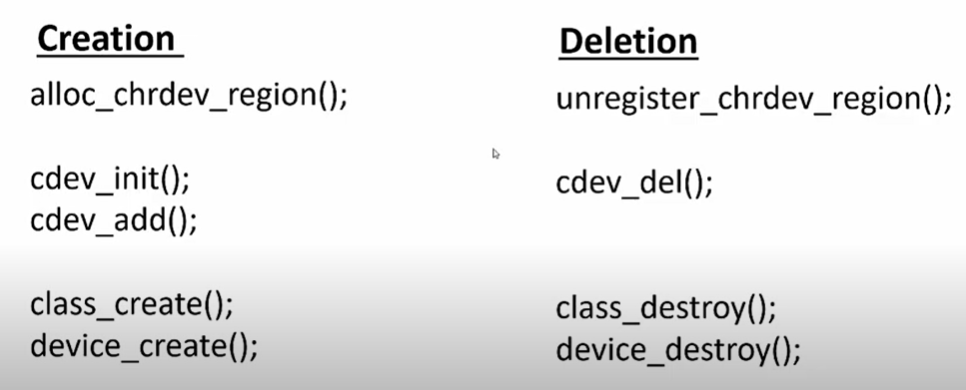 Creation
alloc_chrdev_region();
cdev_init();
cdev_add();
class_create();
device_create();
Deletion
unregister_chrdev_region();
cdev_del();
class_destroy();
device_destroy();